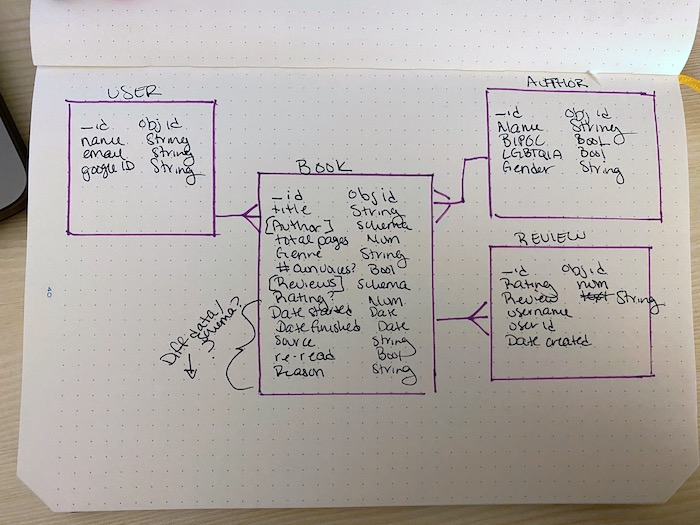 USER
_id obj id
name String
email String
google ID String
BOOK
_id obj id
title String
[Author] schema
total pages Num
Genre String
# ownvoices? Bool
[Reviews] schema
Rating? Num
Date started Date
Date finished Date
Source String
re-read Bool
Reason String
Diff data/
schema?
AUTHOR
_id obj id
Name String
BIPOC Bool
LGBTQIA Bool
Gender String
REVIEW
_id obj id
Rating num
Review text String
username
user id
Date created
40